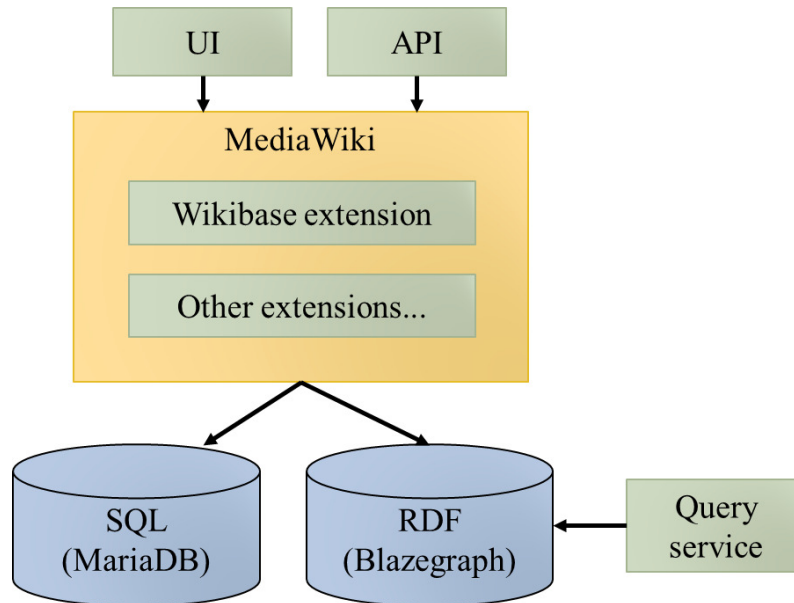 UI
API
MediaWiki
Wikibase extension
Other extensions...
SQL
(MariaDB)
RDF
(Blazegraph)
Query
service